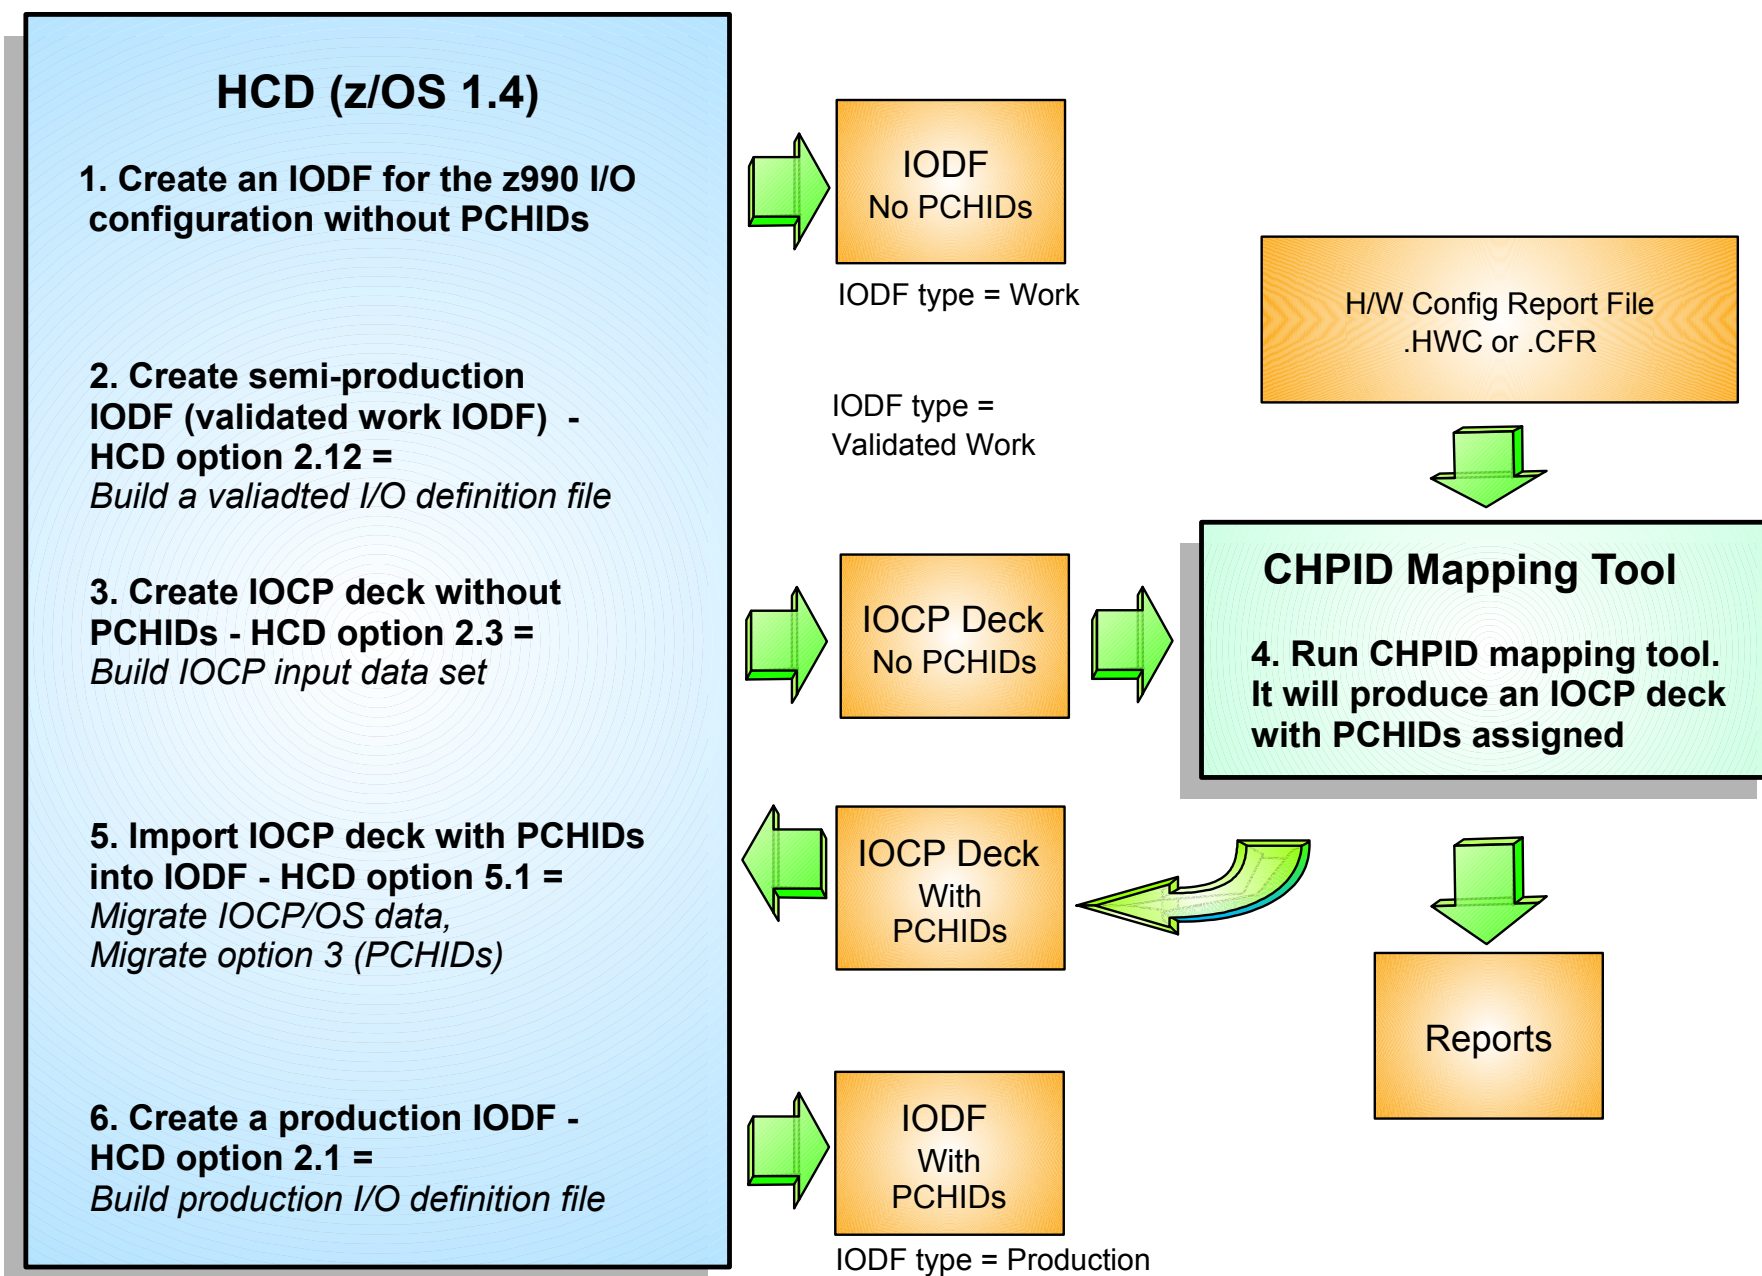 HCD (z/OS 1.4)
1. Create an IODF for the z990 I/O
configuration without PCHIDs
IODF
No PCHIDs
IODF type = Work
H/W Config Report File
.HWC or .CFR
2. Create semi-production
IODF (validated work IODF)  -
HCD option 2.12 =
Build a valiadted I/O definition file
IODF type =
Validated Work
3. Create IOCP deck without
PCHIDs - HCD option 2.3 =
Build IOCP input data set
IOCP Deck
No PCHIDs
CHPID Mapping Tool
4. Run CHPID mapping tool.
It will produce an IOCP deck
with PCHIDs assigned
5. Import IOCP deck with PCHIDs
into IODF - HCD option 5.1 =
Migrate IOCP/OS data,
Migrate option 3 (PCHIDs)
IOCP Deck
With
PCHIDs
Reports
6. Create a production IODF -
HCD option 2.1 =
Build production I/O definition file
IODF
With
PCHIDs
IODF type = Production